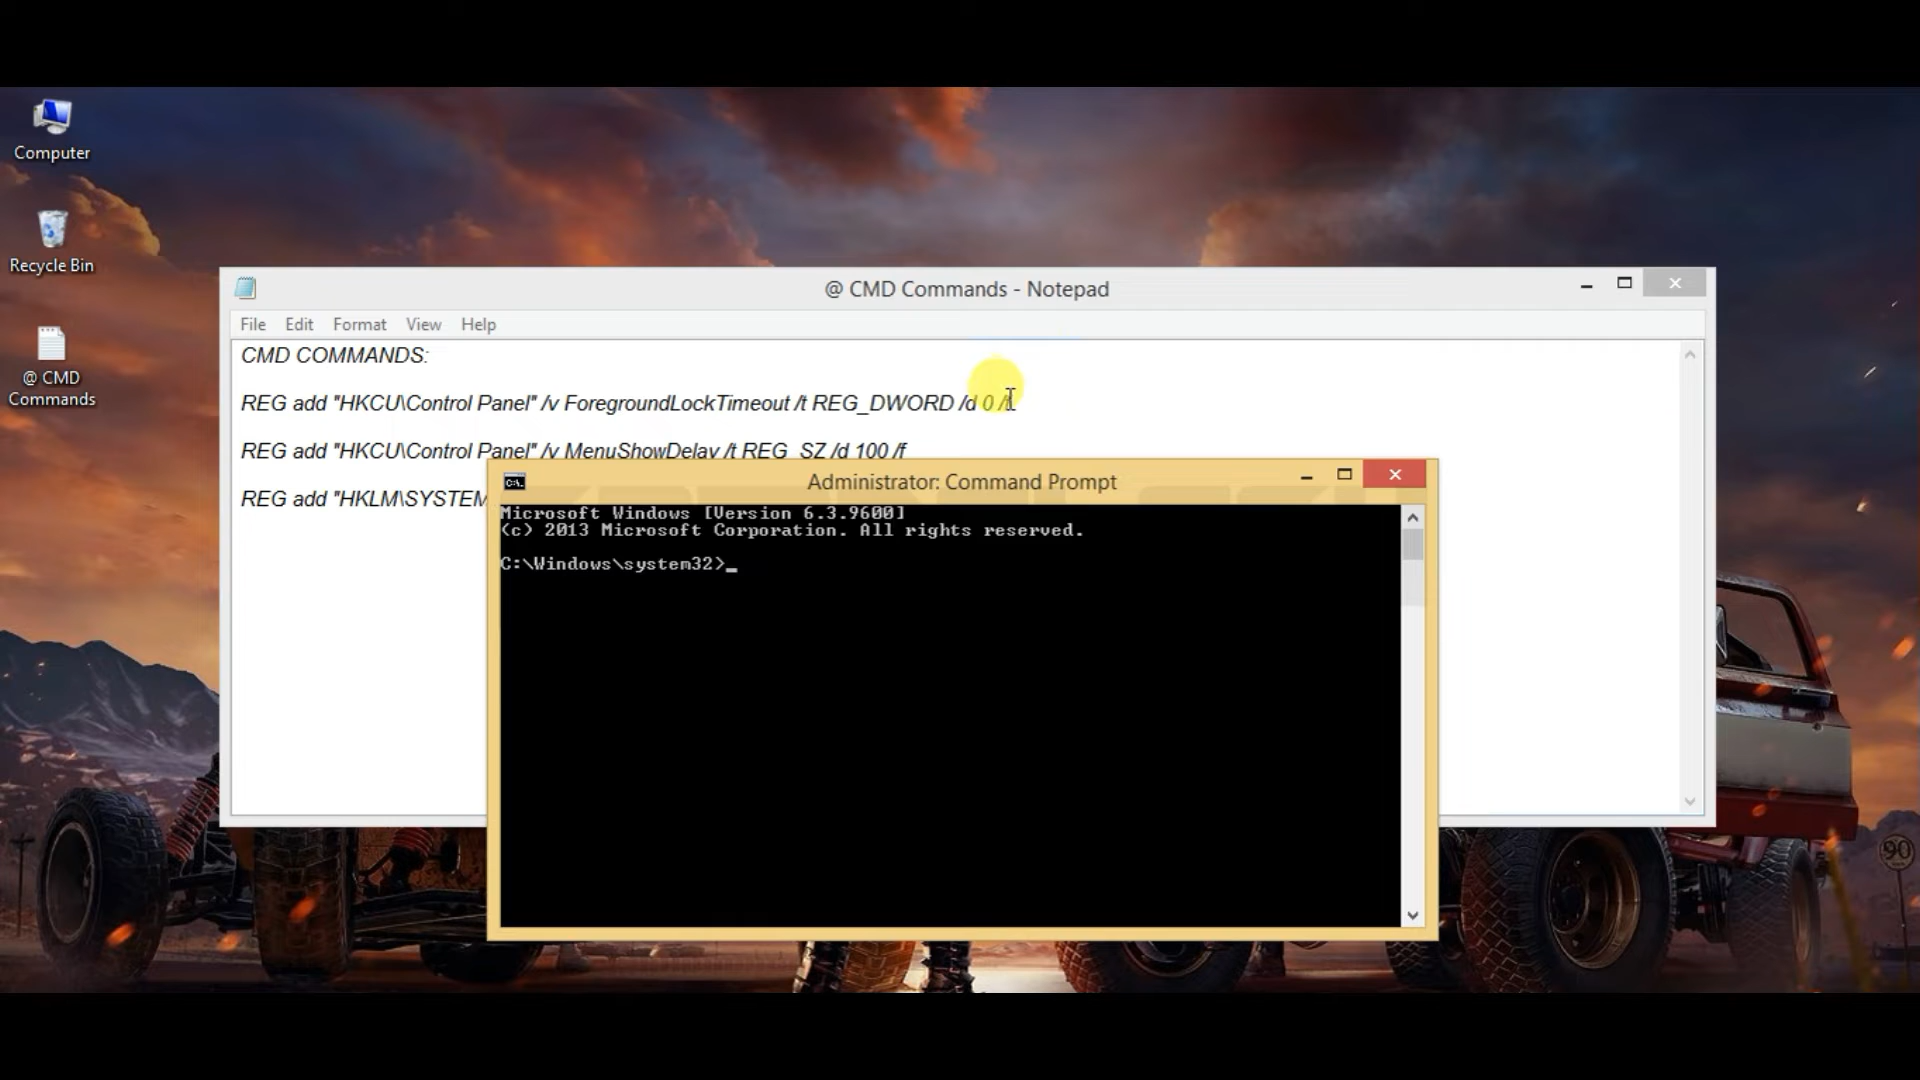 Computer
Recycle Bin
@ CMD
Commands
@ CMD Commands - Notepad
File Edit Format View Help
CMD COMMANDS:
REG add "HKCU\Control Panel" /v ForegroundLockTimeout /t REG_DWORD /d 0 /f
REG add "HKCU\Control Panel" /v MenuShowDelay /t REG_SZ /d 100 /f
REG add "HKLM\SYSTEM
Administrator: Command Prompt
Microsoft Windows [Version 6.3.9600]
(c) 2013 Microsoft Corporation. All rights reserved.
C:\Windows\system32>_
90